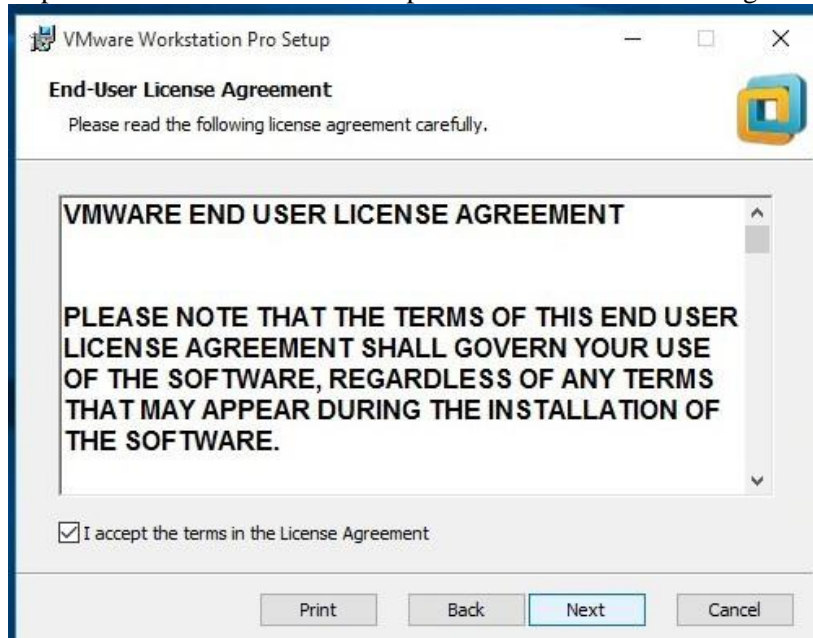 VMware Workstation Pro Setup
End-User License Agreement
Please read the following license agreement carefully.
VMWARE END USER LICENSE AGREEMENT
PLEASE NOTE THAT THE TERMS OF THIS END USER
LICENSE AGREEMENT SHALL GOVERN YOUR USE
OF THE SOFTWARE, REGARDLESS OF ANY TERMS
THAT MAY APPEAR DURING THE INSTALLATION OF
THE SOFTWARE.
I accept the terms in the License Agreement
Print Back Next Cancel